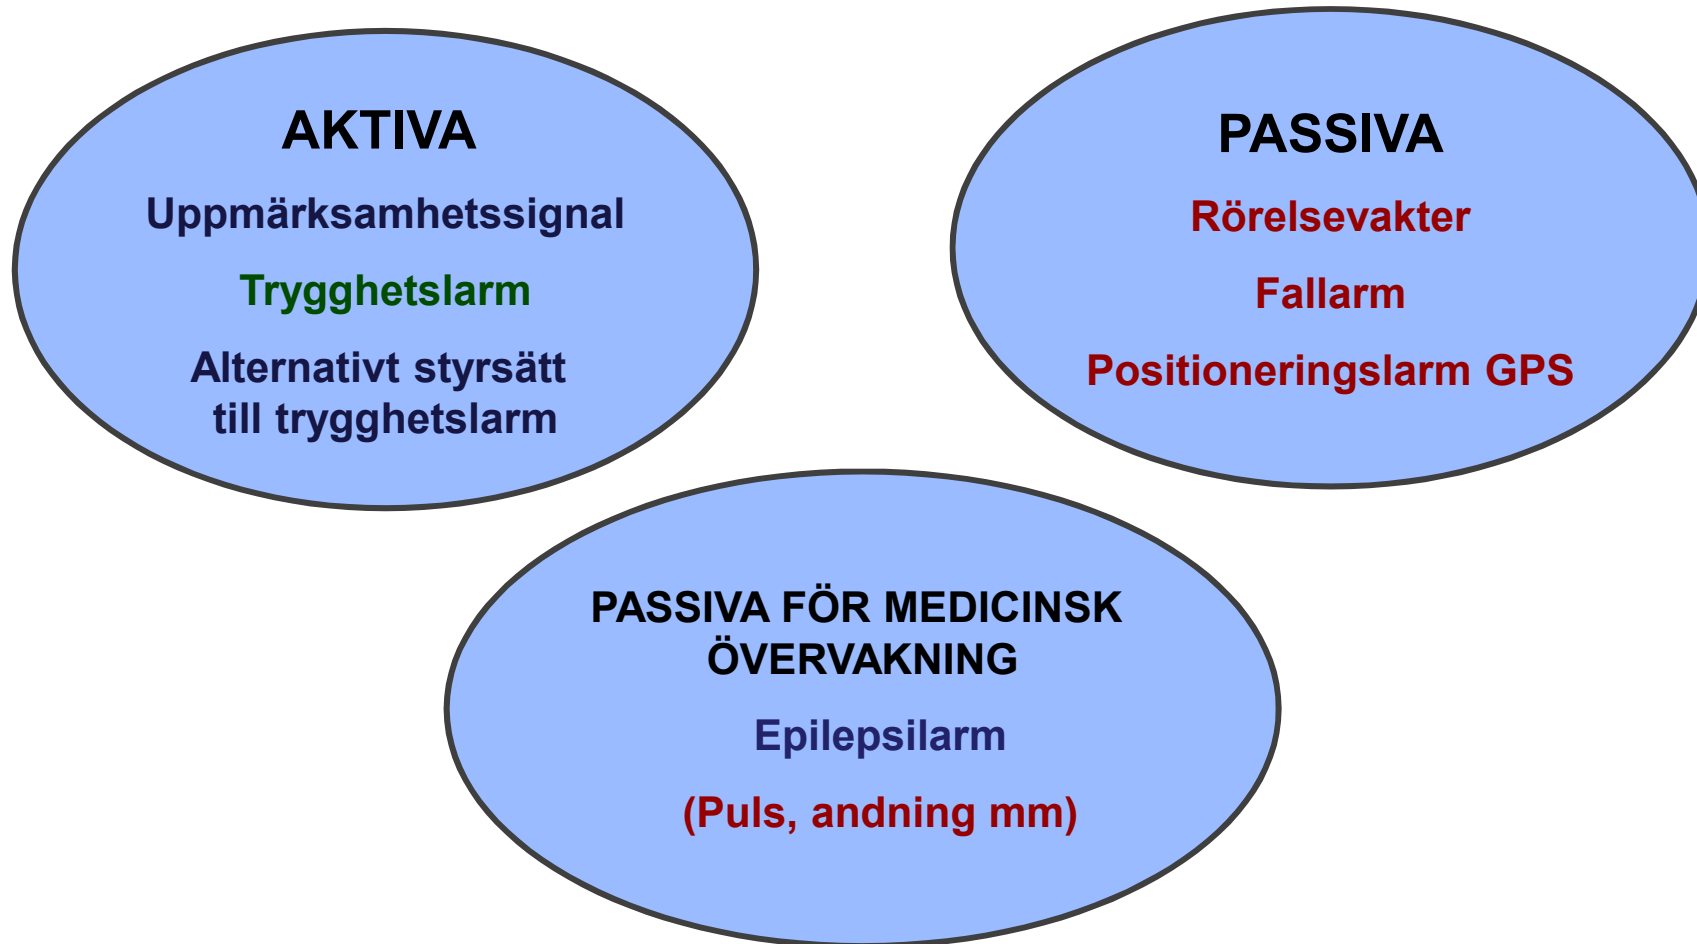 AKTIVA
Uppmärksamhetssignal
Trygghetslarm
Alternativt styrsätt
till trygghetslarm
PASSIVA
Rörelsevakter
Fallarm
Positioneringslarm GPS
PASSIVA FÖR MEDICINSK
ÖVERVAKNING
Epilepsilarm
(Puls, andning mm)